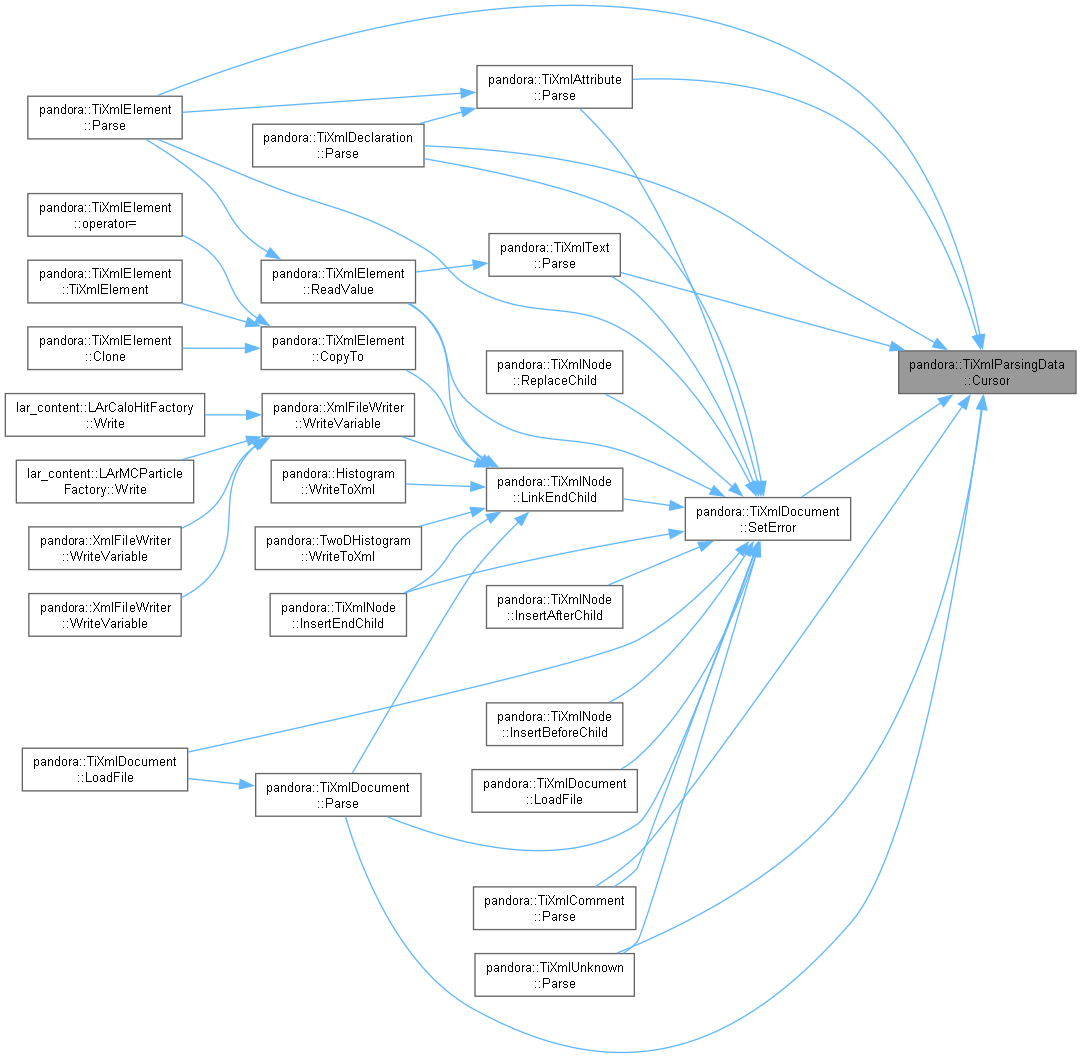 pandora::TiXmlElement
::Parse
pandora::TiXmlAttribute
::Parse
pandora::TiXmlDeclaration
::Parse
pandora::TiXmlElement
::operator=
pandora::TiXmlText
::Parse
pandora::TiXmlElement
::TiXmlElement
pandora::TiXmlElement
::ReadValue
pandora::TiXmlElement
::Clone
pandora::TiXmlElement
::CopyTo
pandora::TiXmlNode
::ReplaceChild
pandora::TiXmlParsingData
::Cursor
lar_content::LArCaloHitFactory
::Write
pandora::XmlFileWriter
::WriteVariable
lar_content::LArMCParticle
Factory::Write
pandora::Histogram
::WriteToXml
pandora::TiXmlNode
::LinkEndChild
pandora::TiXmlDocument
::SetError
pandora::XmlFileWriter
::WriteVariable
pandora::TwoDHistogram
::WriteToXml
pandora::XmlFileWriter
::WriteVariable
pandora::TiXmlNode
::InsertEndChild
pandora::TiXmlNode
::InsertAfterChild
pandora::TiXmlNode
::InsertBeforeChild
pandora::TiXmlDocument
::LoadFile
pandora::TiXmlDocument
::Parse
pandora::TiXmlDocument
::LoadFile
pandora::TiXmlComment
::Parse
pandora::TiXmlUnknown
::Parse